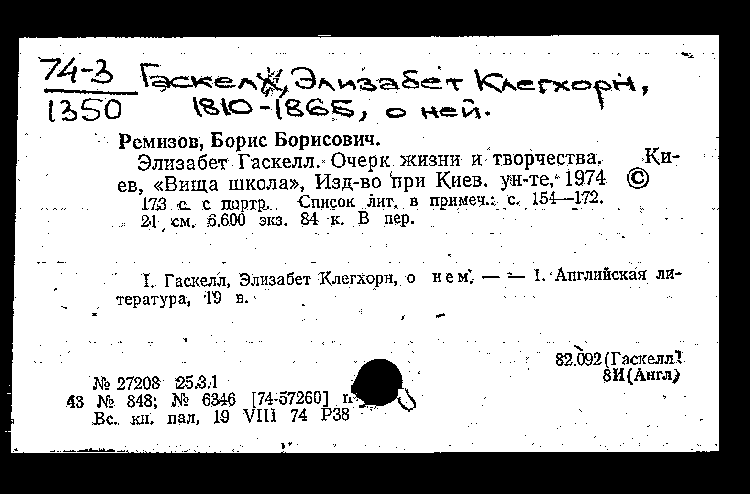 74-3
1350
Гаскелл, Элизабет Клегхорн,
1810-1865, о ней.
Ремизов, Борис Борисович.
Элизабет Гаскелл. Очерк жизни и творчества. Ки-
ев, «Вища школа», Изд-во при Киев. ун-те, 1974 ©
173 с. с портр. Список лит. в примеч.: с. 154—172.
21 см. 6.600 экз. 84 к. В пер.
I. Гаскелл, Элизабет Клегхорн, о нем. — — 1. Английская ли-
тература, 19 в.
82.092(Гаскелл)
8И(Англ)
№ 27208 25.3.1
43 № 848; № 6346 [74-57260] п
Вс. кн. пал, 19 VIII 74 Р38